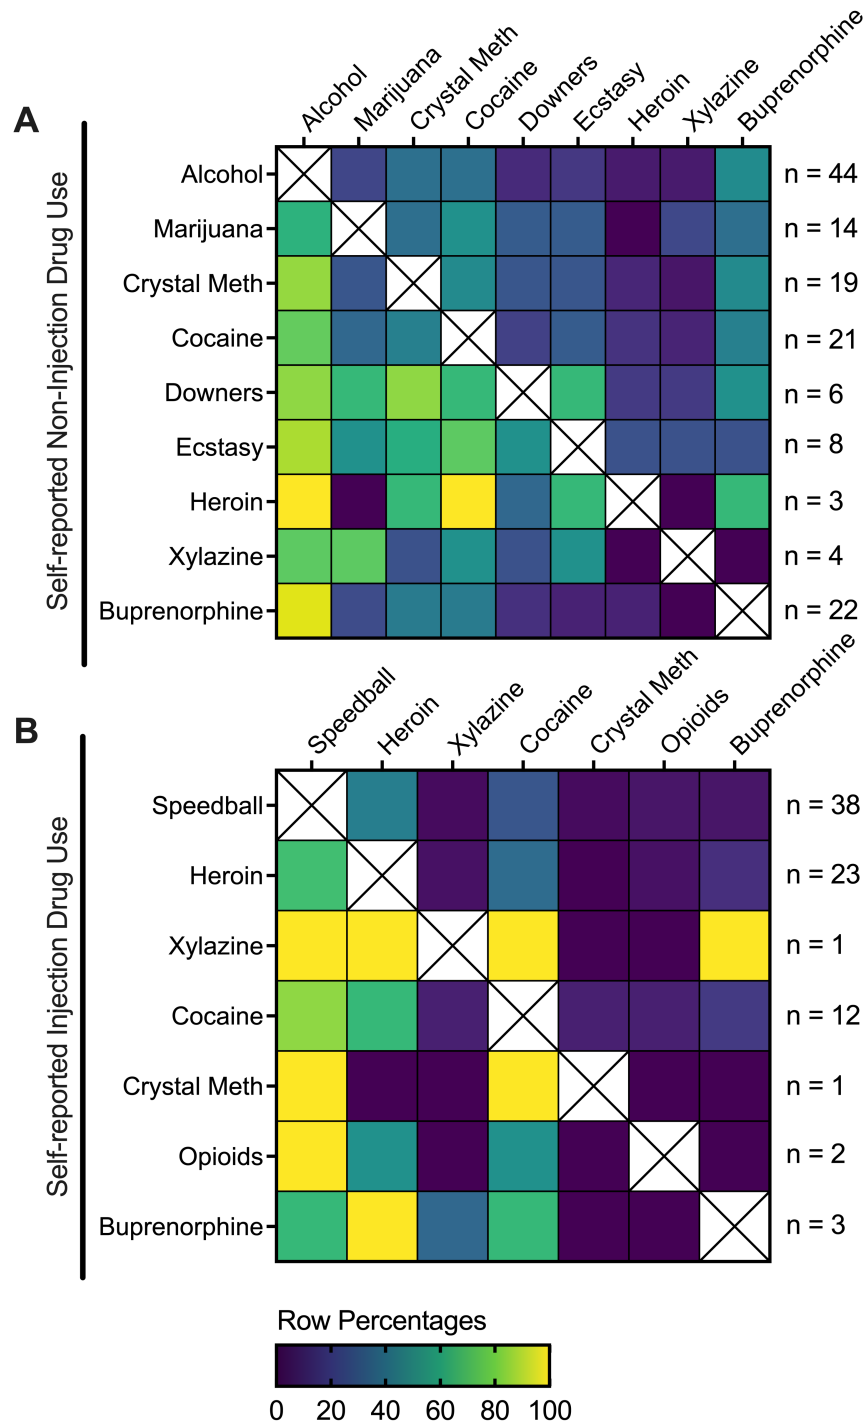 A
Alcohol
Marijuana
Crystal Meth
Cocaine
Downers
Ecstasy
Heroin
Xylazine
Buprenorphine
Self-reported Non-Injection Drug Use
Alcohol n = 44
Marijuana n = 14
Crystal Meth n = 19
Cocaine n = 21
Downers n = 6
Ecstasy n = 8
Heroin n = 3
Xylazine n = 4
Buprenorphine n = 22
B
Speedball
Heroin
Xylazine
Cocaine
Crystal Meth
Opioids
Buprenorphine
Self-reported Injection Drug Use
Speedball n = 38
Heroin n = 23
Xylazine n = 1
Cocaine n = 12
Crystal Meth n = 1
Opioids n = 2
Buprenorphine n = 3
Row Percentages
0 20 40 60 80 100